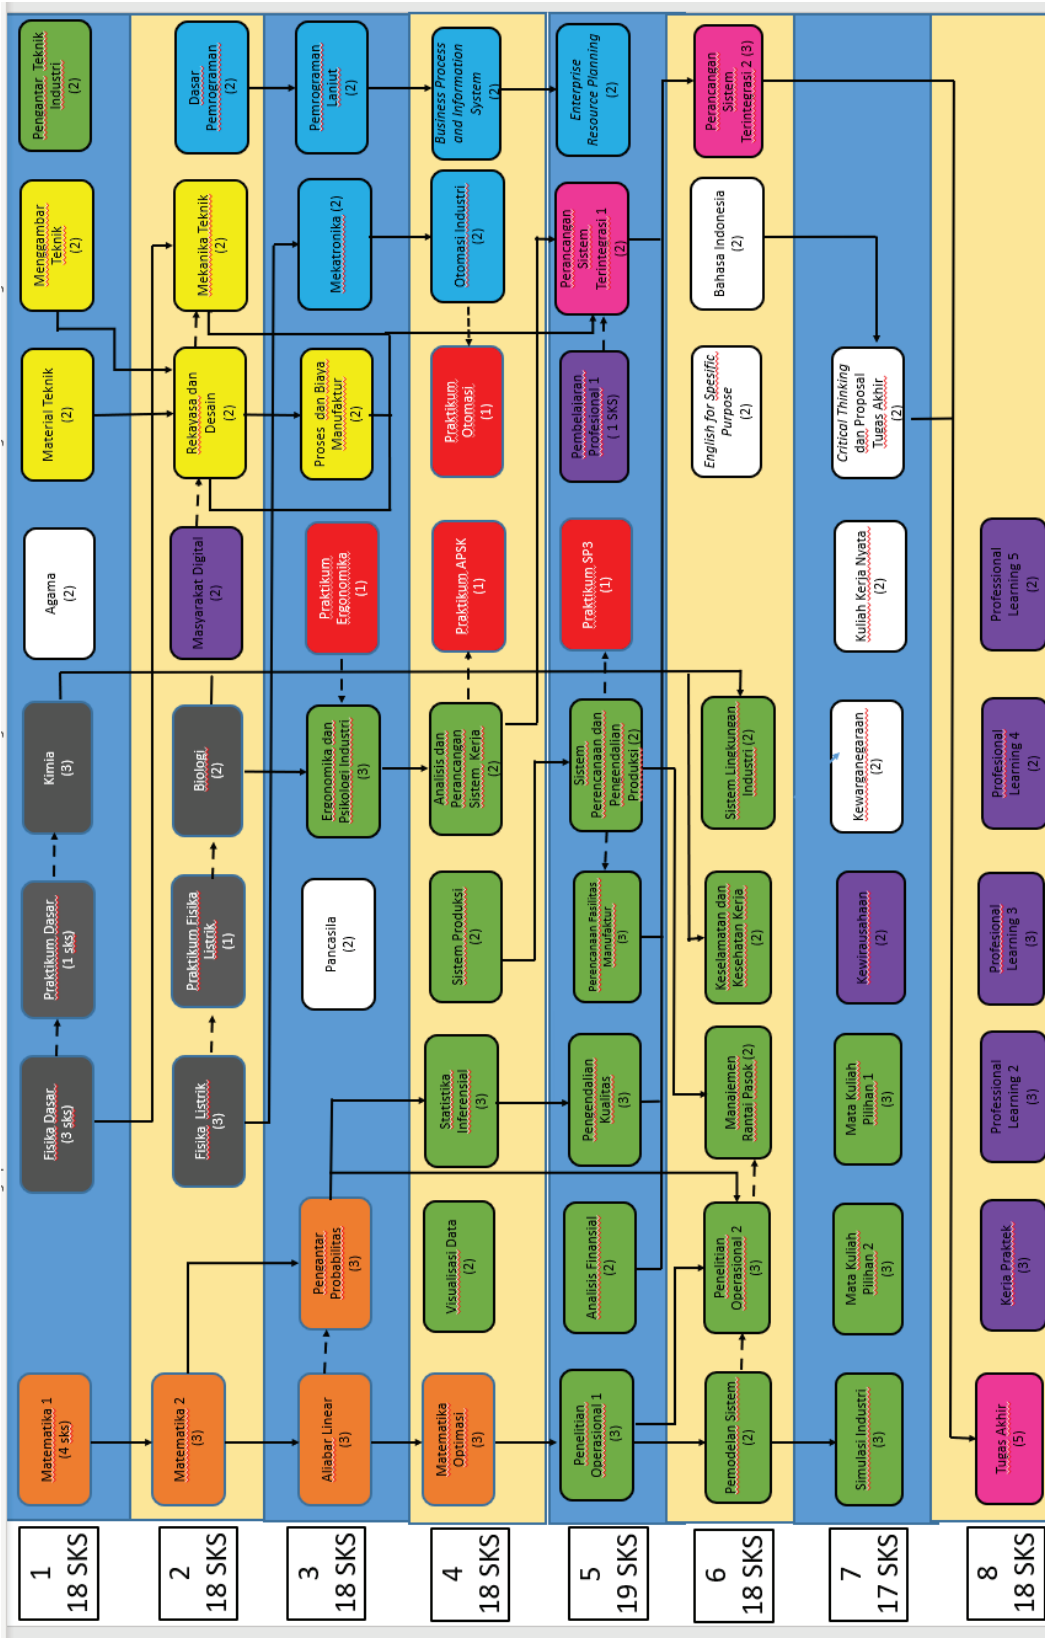 1
18 SKS
Matematika 1
(4 sks)
Fisika Dasar
(3 sks)
Praktikum Dasar
(1 sks)
Kimia
(3)
Agama
(2)
Material Teknik
(2)
Menggambar
Teknik
(2)
Pengantar Teknik
Industri
(2)
2
18 SKS
Matematika 2
(3)
Fisika Listrik
(3)
Praktikum Fisika
Listrik
(1)
Biologi
(2)
Masyarakat Digital
(2)
Rekayasa dan
Desain
(2)
Mekanika Teknik
(2)
Dasar
Pemrograman
(2)
3
18 SKS
Aljabar Linear
(3)
Pengantar
Probabilitas
(3)
Pancasila
(2)
Ergonomika dan
Psikologi Industri
(3)
Praktikum
Ergonomika
(1)
Proses dan Biaya
Manufaktur
(2)
Mekatronika (2)
Pemrograman
Lanjut
(2)
4
18 SKS
Matematika
Optimasi
(3)
Visualisasi Data
(2)
Statistika
Inferensial
(3)
Sistem Produksi
(2)
Analisis dan
Perancangan
Sistem Kerja
(2)
Praktikum APSK
(1)
Praktikum
Otomasi
(1)
Otomasi Industri
(2)
Business Process
and Information
System
(2)
5
19 SKS
Penelitian
Operasional 1
(3)
Analisis Finansial
(2)
Pengendalian
Kualitas
(3)
Perencanaan Fasilitas
Manufaktur
(3)
Sistem
Perencanaan dan
Pengendalian
Produksi (2)
Praktikum SP3
(1)
Pembelajaran
Profesional 1
( 1 SKS)
Perancangan
Sistem
Terintegrasi 1
(2)
Enterprise
Resource Planning
(2)
6
18 SKS
Pemodelan Sistem
(2)
Penelitian
Operasional 2
(3)
Manajemen
Rantai Pasok (2)
Keselamatan dan
Kesehatan Kerja
(2)
Sistem Lingkungan
Industri (2)
English for Spesific
Purpose
(2)
Bahasa Indonesia
(2)
Perancangan
Sistem
Terintegrasi 2 (3)
7
17 SKS
Simulasi Industri
(3)
Mata Kuliah
Pilihan 2
(3)
Mata Kuliah
Pilihan 1
(3)
Kewirausahaan
(2)
Kewarganegaraan
(2)
Kuliah Kerja Nyata
(2)
Critical Thinking
dan Proposal
Tugas Akhir
(2)
8
18 SKS
Tugas Akhir
(5)
Kerja Praktek
(3)
Professional
Learning 2
(3)
Profesional
Learning 3
(3)
Profesional
Learning 4
(2)
Professional
Learning 5
(2)